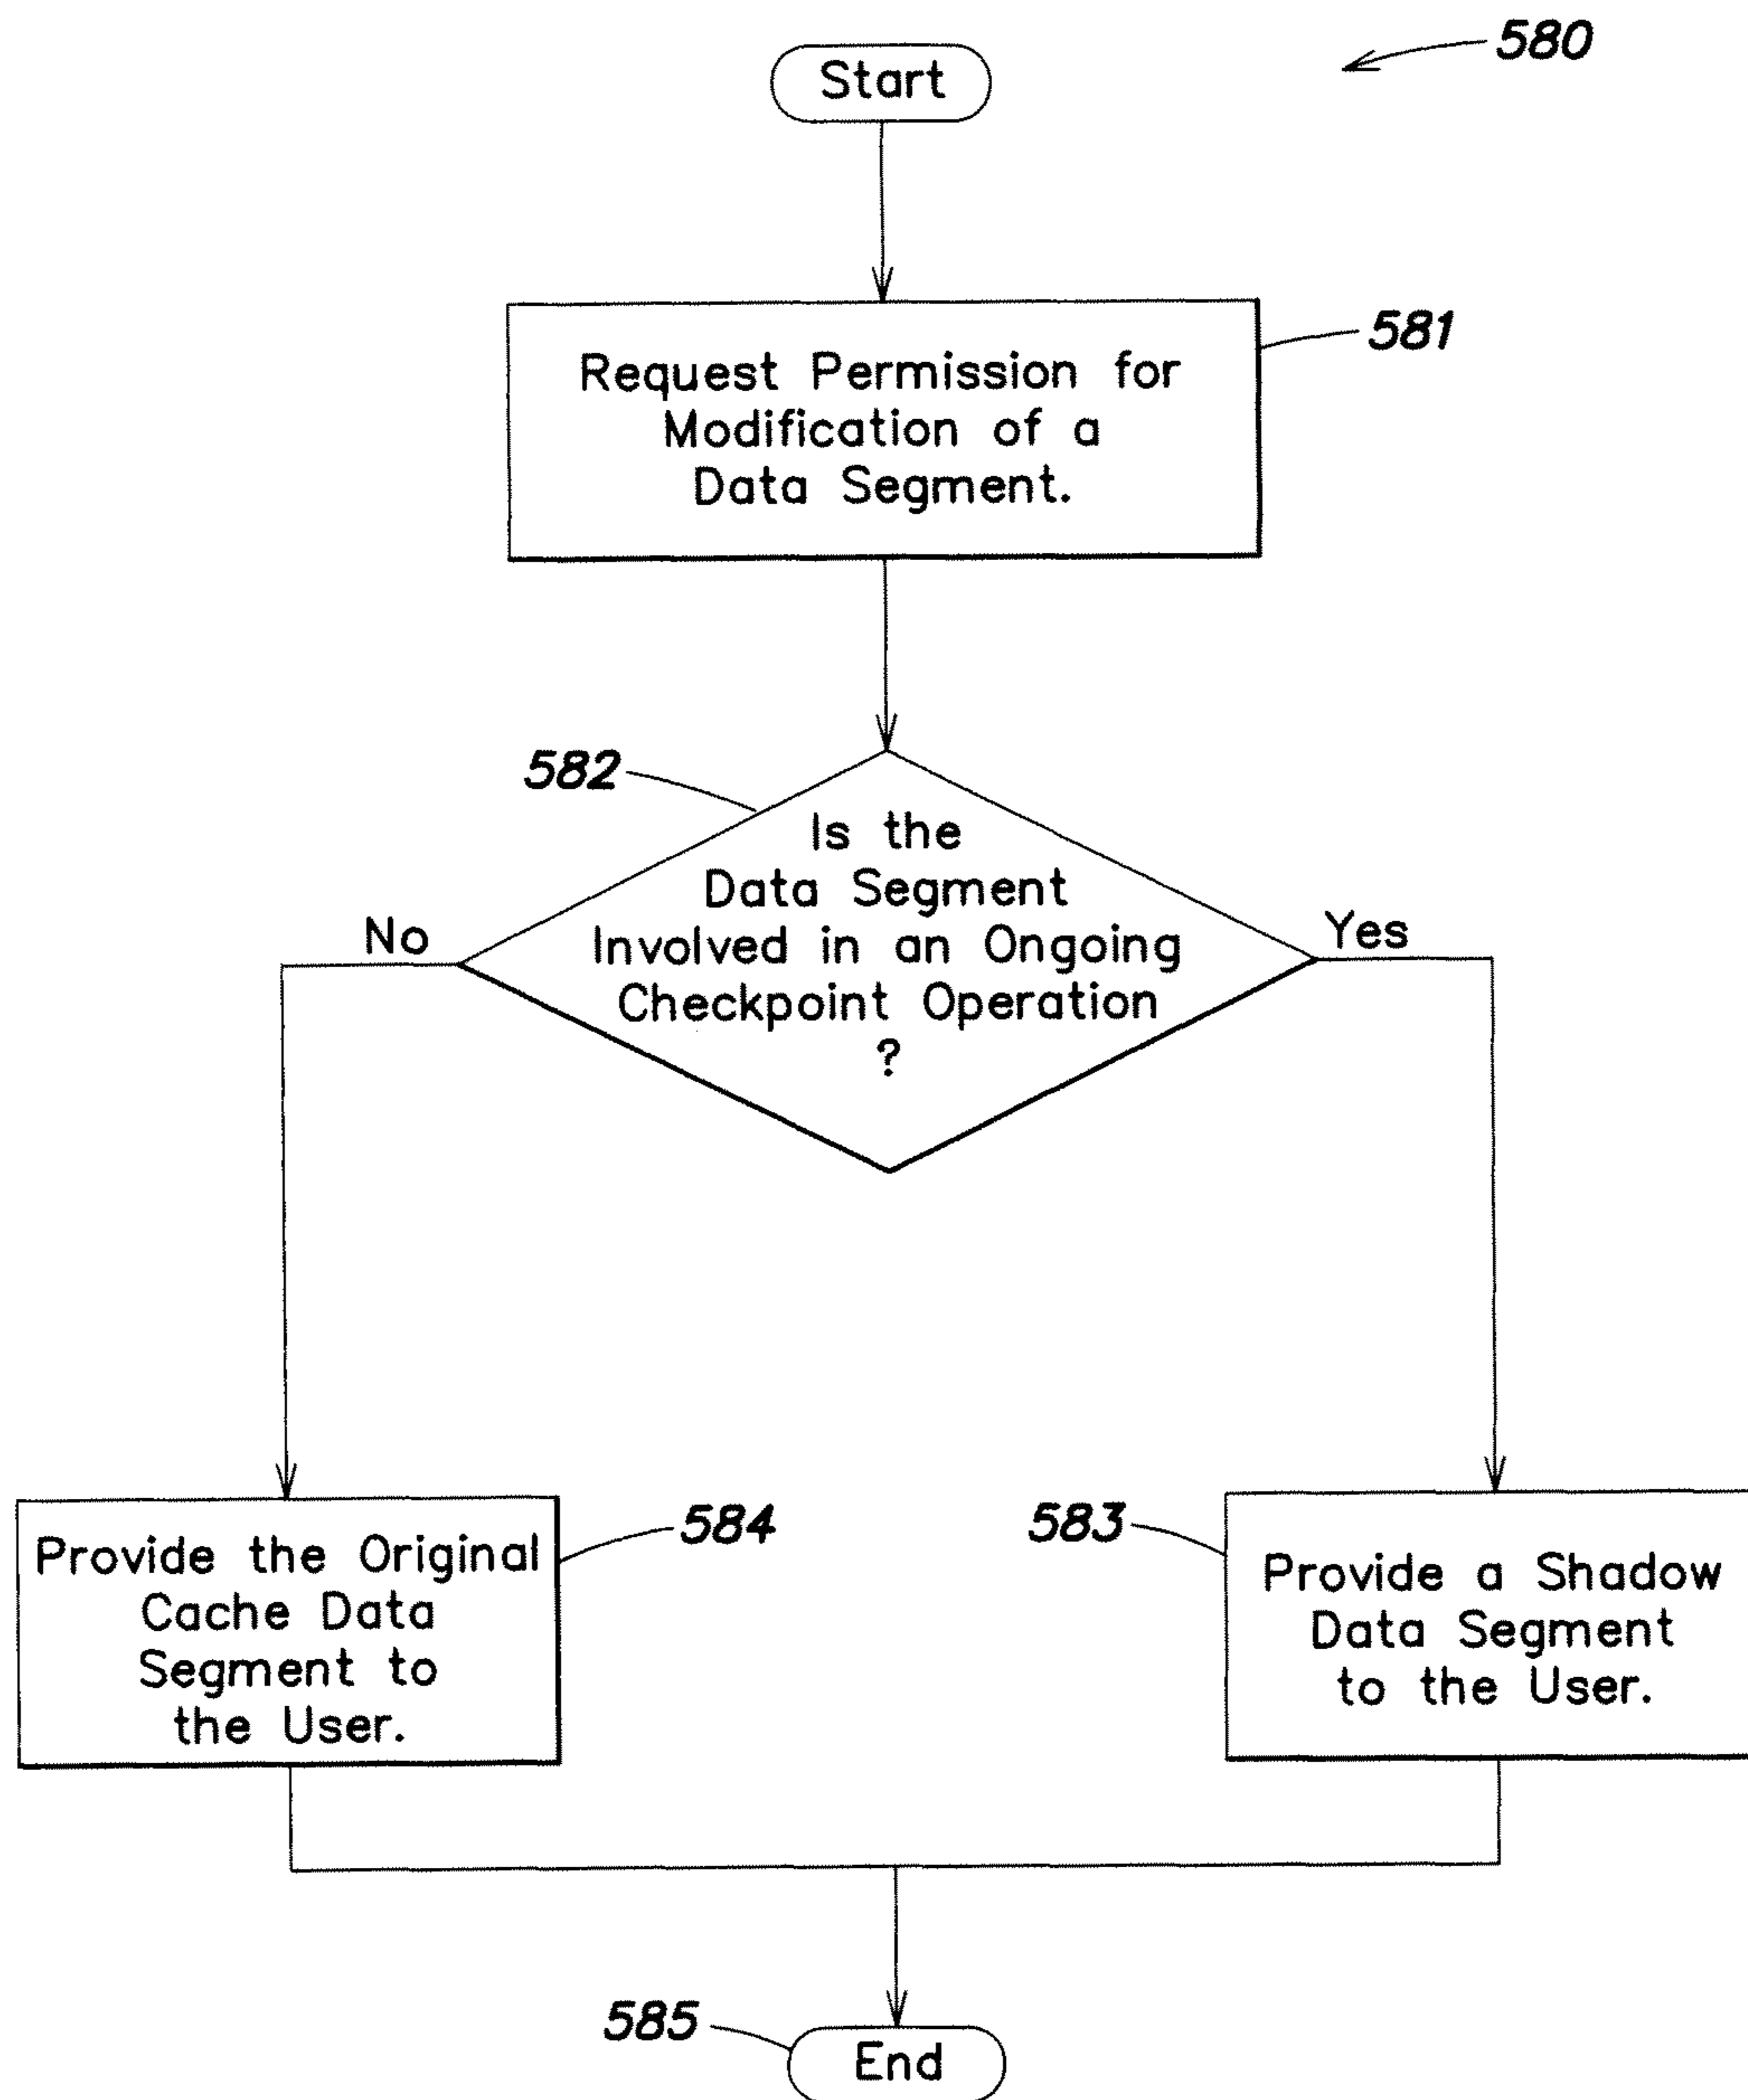 580
Start
581
Request Permission for
Modification of a
Data Segment.
582
Is the
Data Segment
Involved in an Ongoing
Checkpoint Operation
?
No
Yes
584
Provide the Original
Cache Data
Segment to
the User.
583
Provide a Shadow
Data Segment
to the User.
585
End